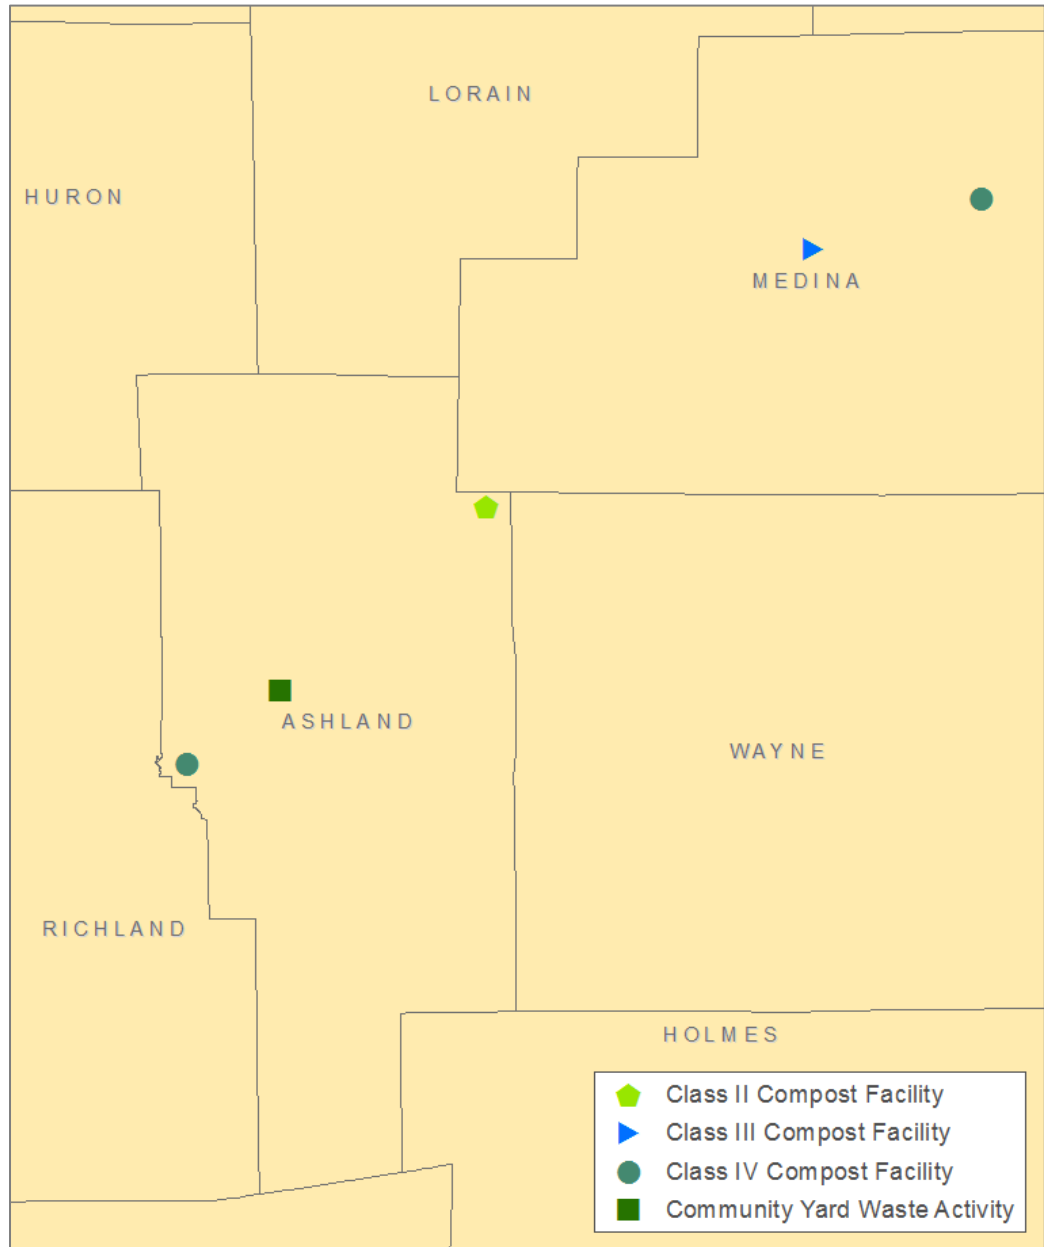 LORAIN
HURON
MEDINA
ASHLAND
WAYNE
RICHLAND
HOLMES
Class II Compost Facility
Class III Compost Facility
Class IV Compost Facility
Community Yard Waste Activity